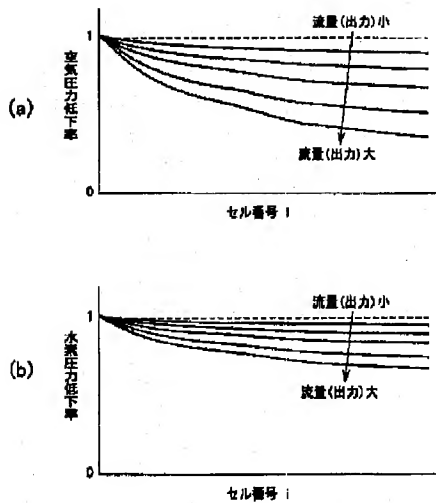 (a)
空気圧力低下率
1
0
流量(出力)小
流量(出力)大
セル番号 i
(b)
水素圧力低下率
1
0
流量(出力)小
流量(出力)大
セル番号 i